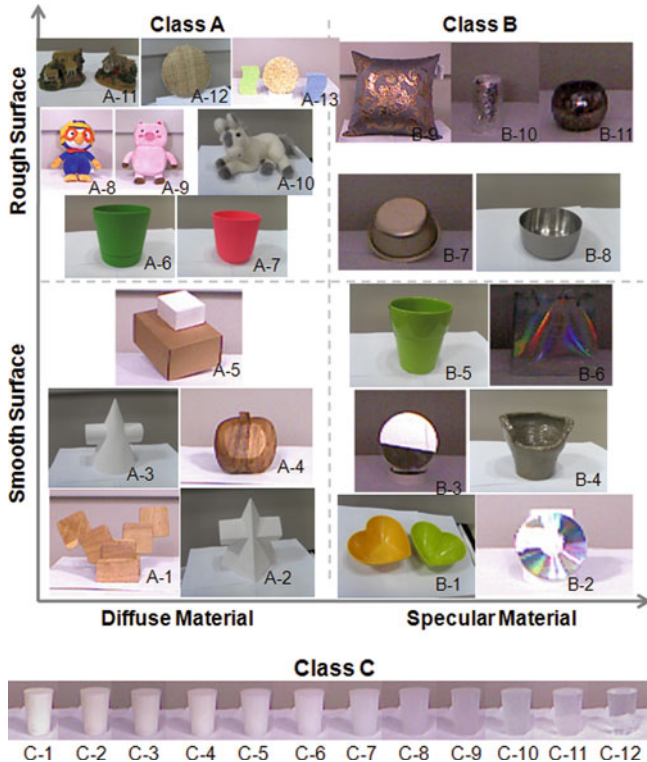 Class A
Class B
A-11
A-12
A-13
B-9
B-10
B-11
A-8
A-9
A-10
A-6
A-7
B-7
B-8
Rough Surface
A-5
B-5
B-6
A-3
A-4
B-3
B-4
A-1
A-2
B-1
B-2
Smooth Surface
Diffuse Material
Specular Material
Class C
C-1 C-2 C-3 C-4 C-5 C-6 C-7 C-8 C-9 C-10 C-11 C-12